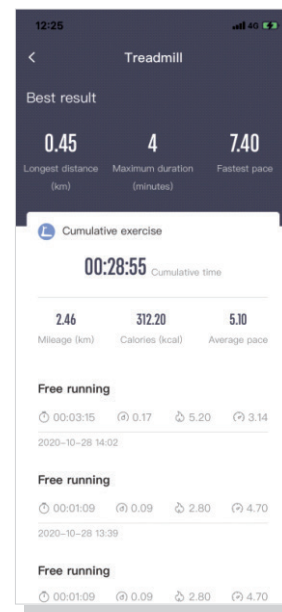 12:25
4G
Treadmill
Best result
0.45 4 7.40
Longest distance Maximum duration Fastest pace
(km) (minutes)
L Cumulative exercise
00:28:55 Cumulative time
2.46 312.20 5.10
Mileage (km) Calories (kcal) Average pace
Free running
00:03:15 0.17 5.20 3.14
2020-10-28 14:02
Free running
00:01:09 0.09 2.80 4.70
2020-10-28 13:39
Free running
00:01:09 0.09 2.80 4.70